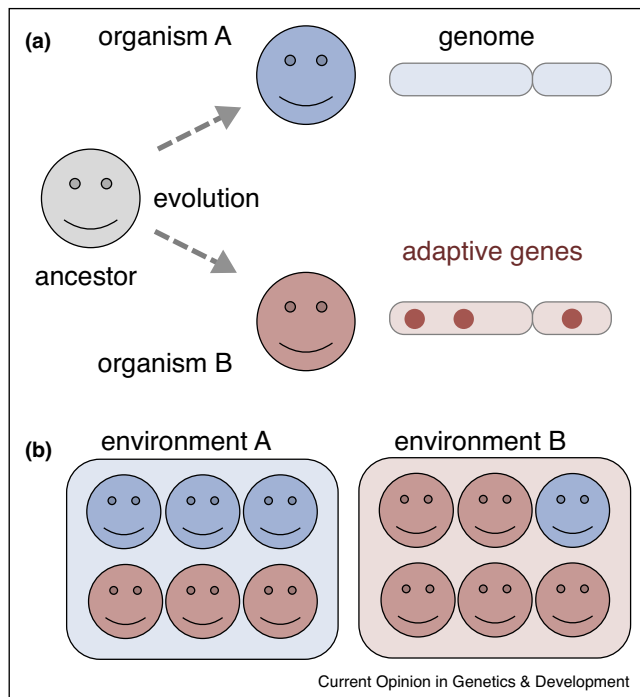 (a)
organism A
genome
evolution
ancestor
adaptive genes
organism B
(b)
environment A
environment B
Current Opinion in Genetics & Development